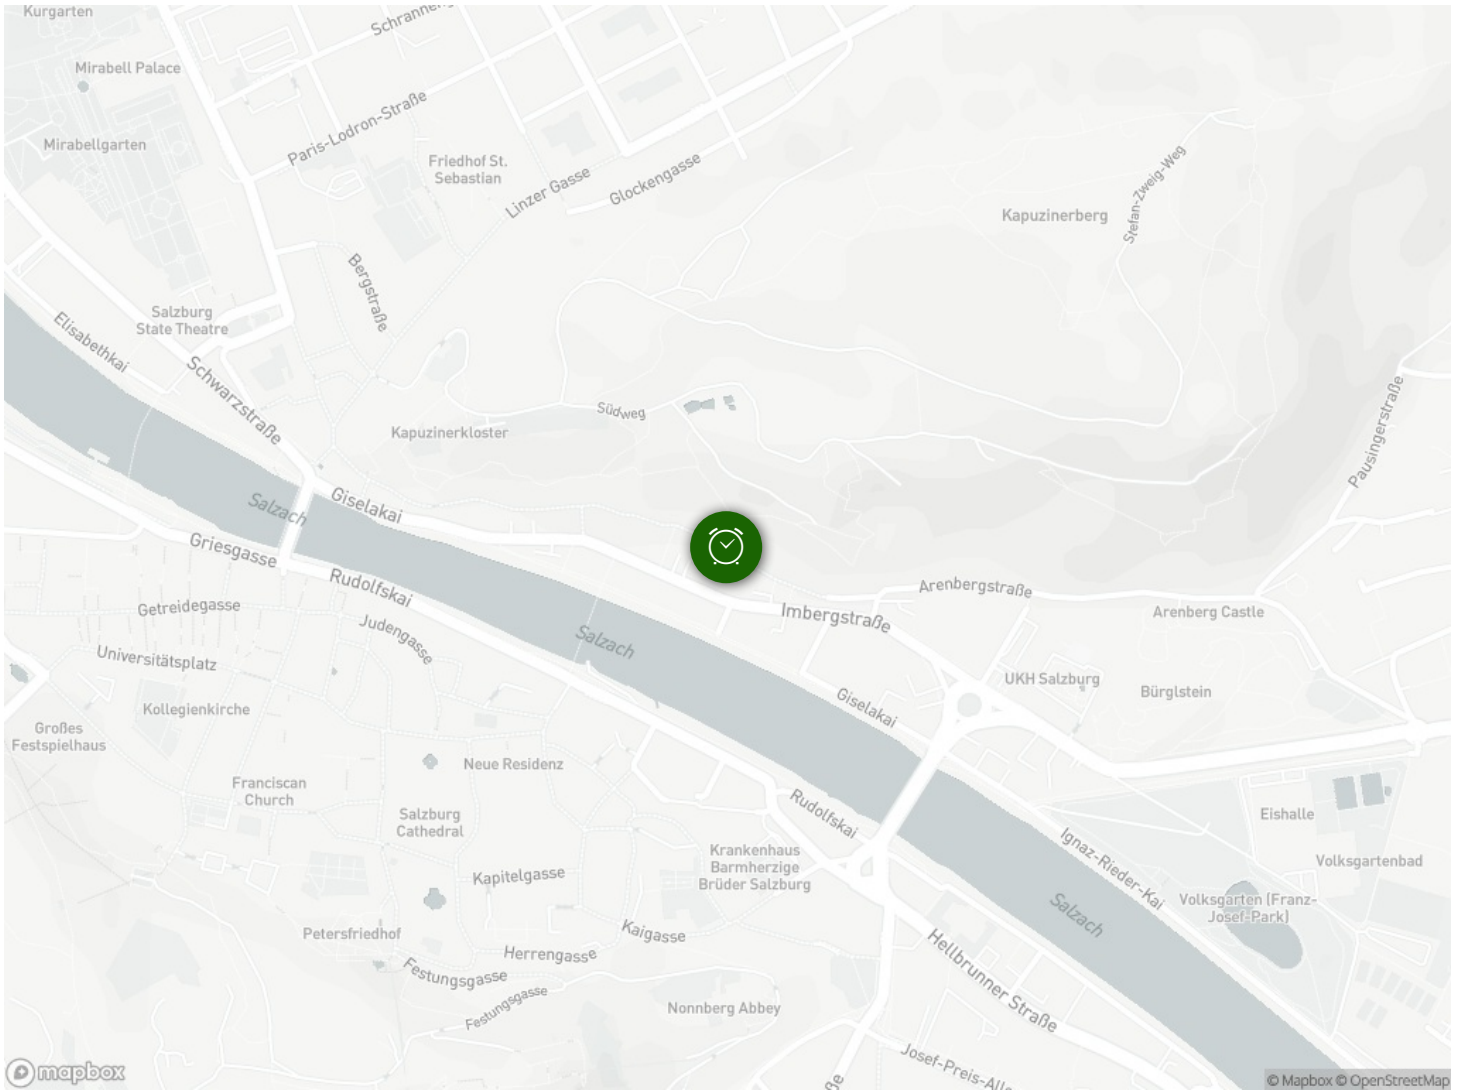 Kurgarten
Schranneng
Mirabell Palace
Paris-Lodron-Straße
Mirabellgarten
Friedhof St.
Sebastian
Linzer Gasse
Glockengasse
Stefan-Zweig-Weg
Kapuzinerberg
Bergstraße
Salzburg
State Theatre
Elisabethkai
Schwarzstraße
Südweg
Kapuzinerkloster
Pausingerstraße
Giselakai
Salzach
Griesgasse
Rudolfskai
Arenbergstraße
Getreidegasse
Imbergstraße
Arenberg Castle
Judengasse
Salzach
Universitätsplatz
UKH Salzburg
Bürglstein
Giselakai
Kollegienkirche
Großes
Festspielhaus
Neue Residenz
Franciscan
Church
Rudolfskai
Salzburg
Cathedral
Eishalle
Ignaz-Rieder-Kai
Krankenhaus
Barmherzige
Brüder Salzburg
Volksgartenbad
Kapitelgasse
Volksgarten (Franz-
Josef-Park)
Salzach
Petersfriedhof
Kaigasse
Herrengasse
Hellbrunner Straße
Festungsgasse
Festungsgasse
Nonnberg Abbey
Josef-Preis-Alle
ße
mapbox
© Mapbox © OpenStreetMap